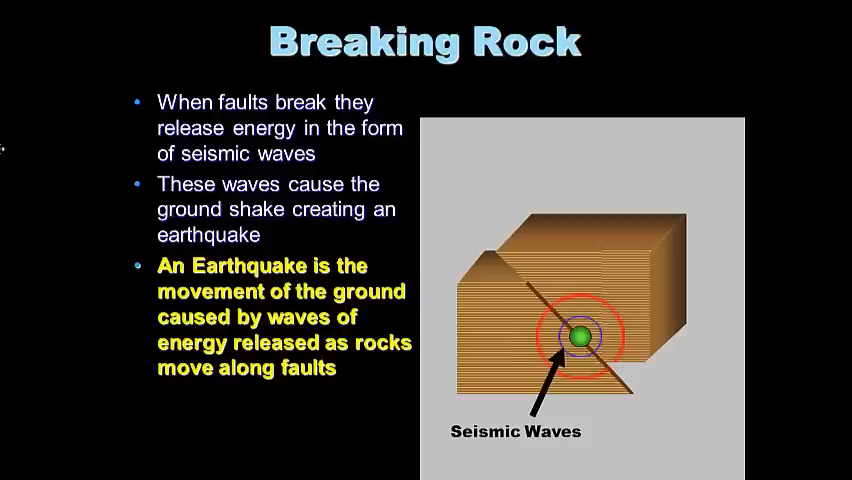 Breaking Rock
• When faults break they
release energy in the form
of seismic waves
• These waves cause the
ground shake creating an
earthquake
• An Earthquake is the
movement of the ground
caused by waves of
energy released as rocks
move along faults
Seismic Waves